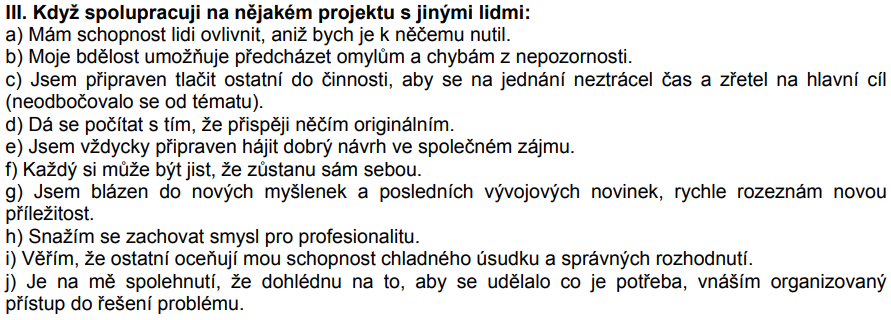 III. Když spolupracuji na nějakém projektu s jinými lidmi:
a) Mám schopnost lidi ovlivnit, aniž bych je k něčemu nutil.
b) Moje bdělost umožňuje předcházet omylům a chybám z nepozornosti.
c) Jsem připraven tlačit ostatní do činnosti, aby se na jednání neztrácel čas a zřetel na hlavní cíl
(neodbočovalo se od tématu).
d) Dá se počítat s tím, že přispěji něčím originálním.
e) Jsem vždycky připraven hájit dobrý návrh ve společném zájmu.
f) Každý si může být jist, že zůstanu sám sebou.
g) Jsem blázen do nových myšlenek a posledních vývojových novinek, rychle rozeznám novou
příležitost.
h) Snažím se zachovat smysl pro profesionalitu.
i) Věřím, že ostatní oceňují mou schopnost chladného úsudku a správných rozhodnutí.
j) Je na mě spolehnutí, že dohlédnu na to, aby se udělalo co je potřeba, vnáším organizovaný
přístup do řešení problému.